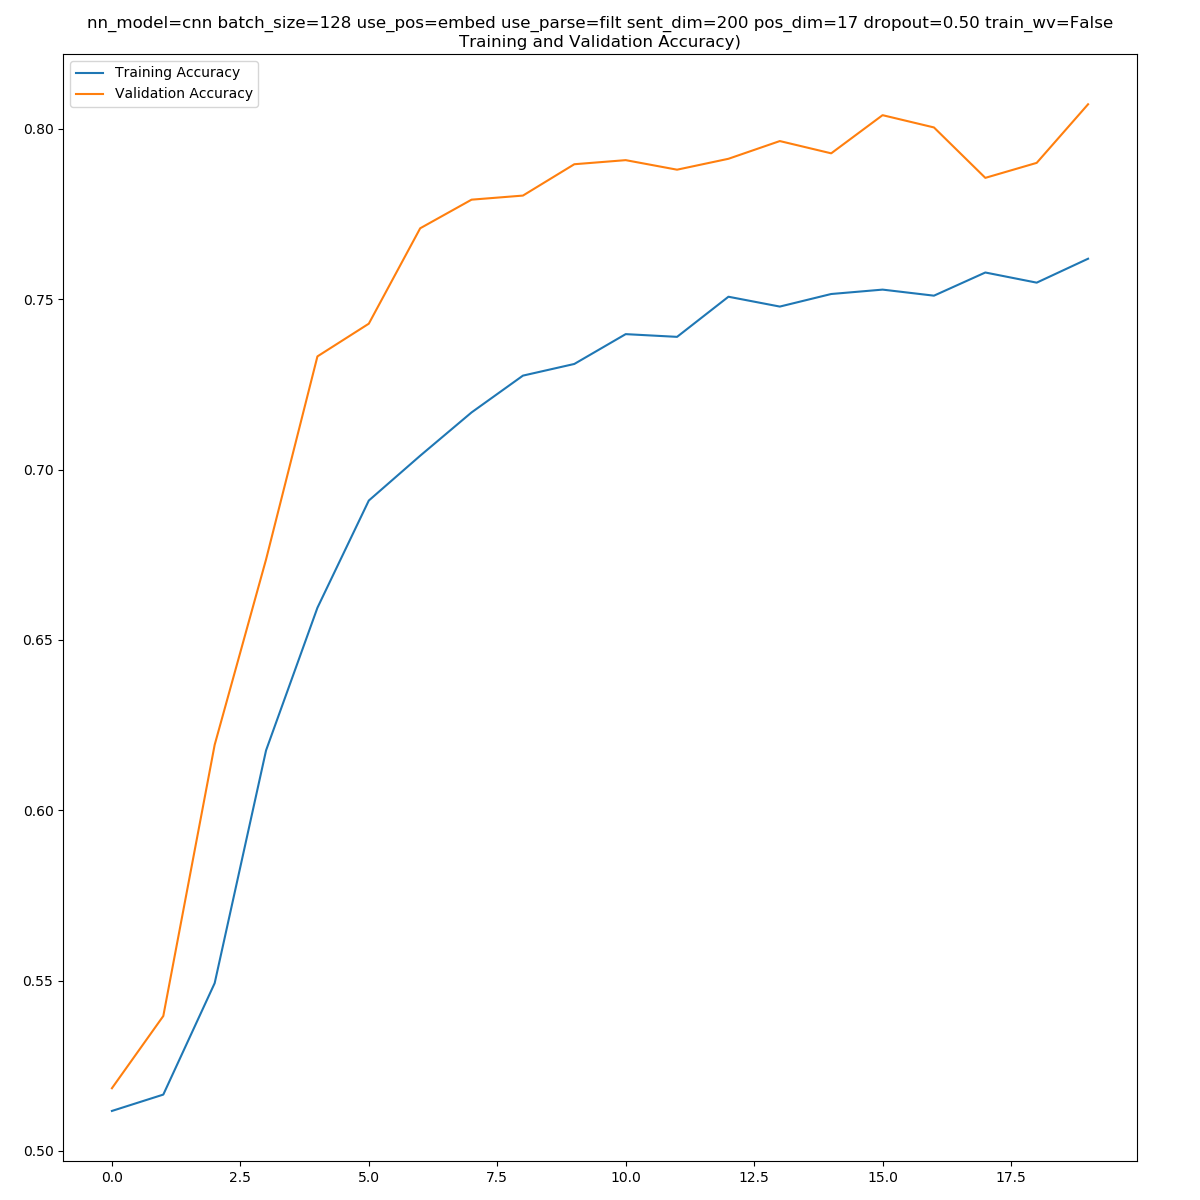 nn_model=cnn batch_size=128 use_pos=embed use_parse=filt sent_dim=200 pos_dim=17 dropout=0.50 train_wv=False
Training and Validation Accuracy)
Training Accuracy
Validation Accuracy
0.80
0.75
0.70
0.65
0.60
0.55
0.50
0.0 2.5 5.0 7.5 10.0 12.5 15.0 17.5